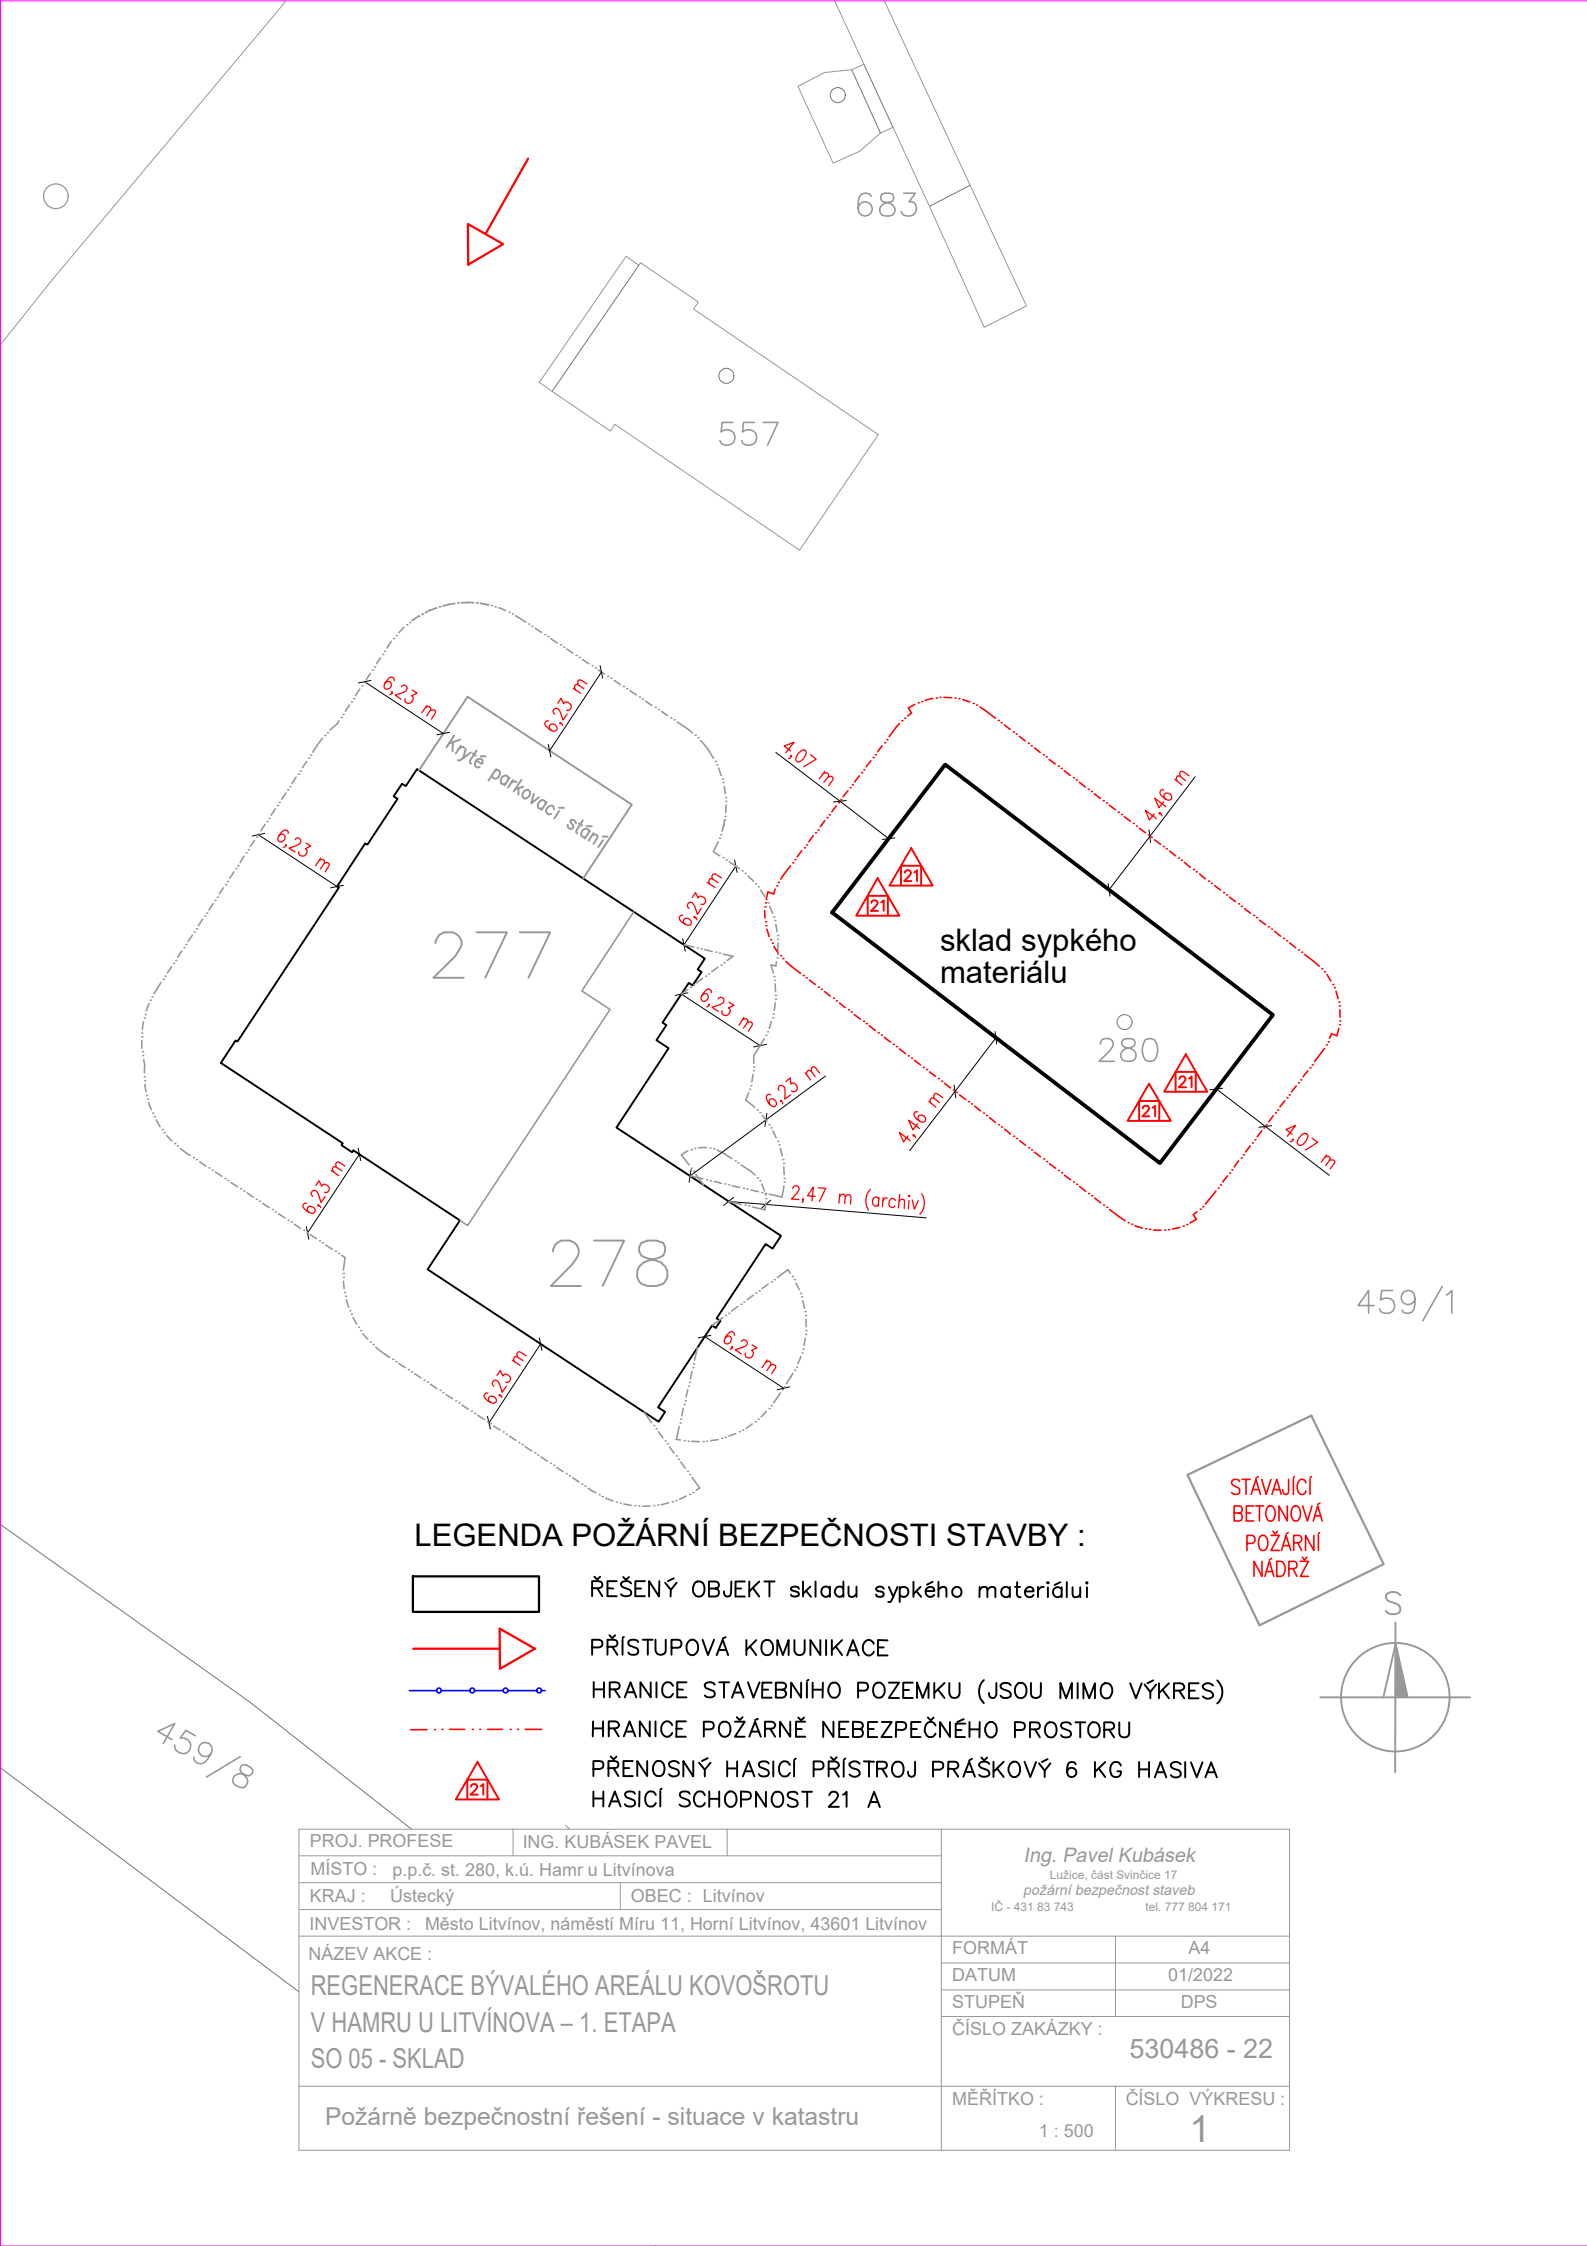 683
557
6,23 m
6,23 m
Kryté parkovací stání
4,07 m
4,46 m
6,23 m
21
21
6,23 m
277
sklad sypkého
materiálu
6,23 m
280
21
21
6,23 m
4,46 m
4,07 m
6,23 m
2,47 m (archiv)
278
459/1
6,23 m
6,23 m
STÁVAJÍCÍ
BETONOVÁ
POŽÁRNÍ
NÁDRŽ
LEGENDA POŽÁRNÍ BEZPEČNOSTI STAVBY :
ŘEŠENÝ OBJEKT skladu sypkého materiálui
S
PŘÍSTUPOVÁ KOMUNIKACE
HRANICE STAVEBNÍHO POZEMKU (JSOU MIMO VÝKRES)
HRANICE POŽÁRNĚ NEBEZPEČNÉHO PROSTORU
459/8
21
PŘENOSNÝ HASICÍ PŘÍSTROJ PRÁŠKOVÝ 6 KG HASIVA
HASICÍ SCHOPNOST 21 A
PROJ. PROFESE ING. KUBÁSEK PAVEL
MÍSTO : p.p.č. st. 280, k.ú. Hamr u Litvínova
KRAJ : Ústecký OBEC : Litvínov
INVESTOR : Město Litvínov, náměstí Míru 11, Horní Litvínov, 43601 Litvínov
Ing. Pavel Kubásek
Lužice, část Svinčice 17
požární bezpečnost staveb
IČ - 431 83 743 tel. 777 804 171
NÁZEV AKCE :
REGENERACE BÝVALÉHO AREÁLU KOVOŠROTU
V HAMRU U LITVÍNOVA – 1. ETAPA
SO 05 - SKLAD
FORMÁT A4
DATUM 01/2022
STUPEŇ DPS
ČÍSLO ZAKÁZKY :
530486 - 22
Požárně bezpečnostní řešení - situace v katastru
MĚŘÍTKO :
1 : 500
ČÍSLO VÝKRESU :
1